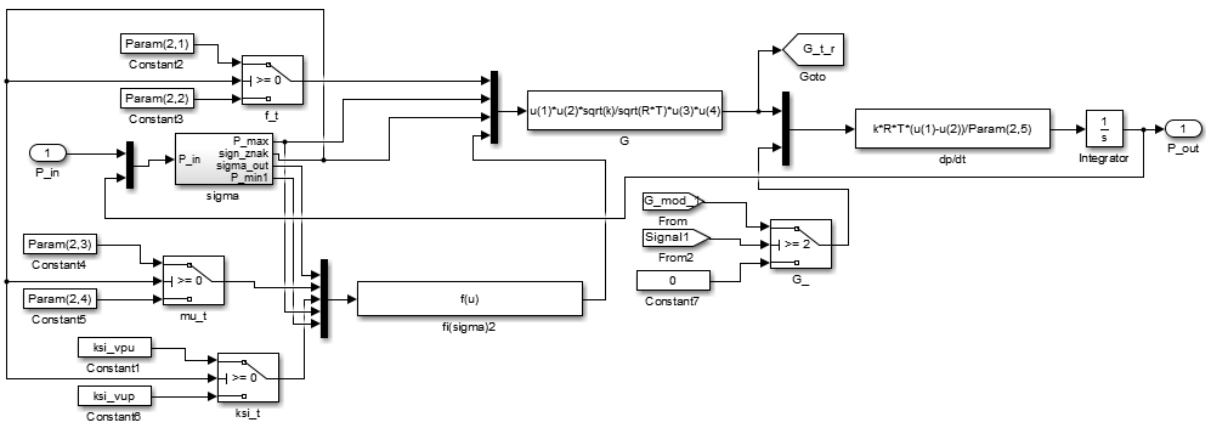 Param(2,1)
Constant2
Param(2,2)
Constant3
>= 0
f_t
1
P_in
P_in
P_max
sign_znak
sigma_out
P_min1
sigma
Param(2,3)
Constant4
Param(2,4)
Constant5
>= 0
mu_t
ksi_vpu
Constant1
ksi_vup
Constant6
>= 0
ksi_t
f(u)
fi(sigma)2
u(1)*u(2)*sqrt(k)/sqrt(R*T)*u(3)*u(4)
G
G_t_r
Goto
G_mod_1
From
Signal1
From2
0
Constant7
>= 2
G_
k*R*T*(u(1)-u(2))/Param(2,5)
dp/dt
1
s
Integrator
1
P_out